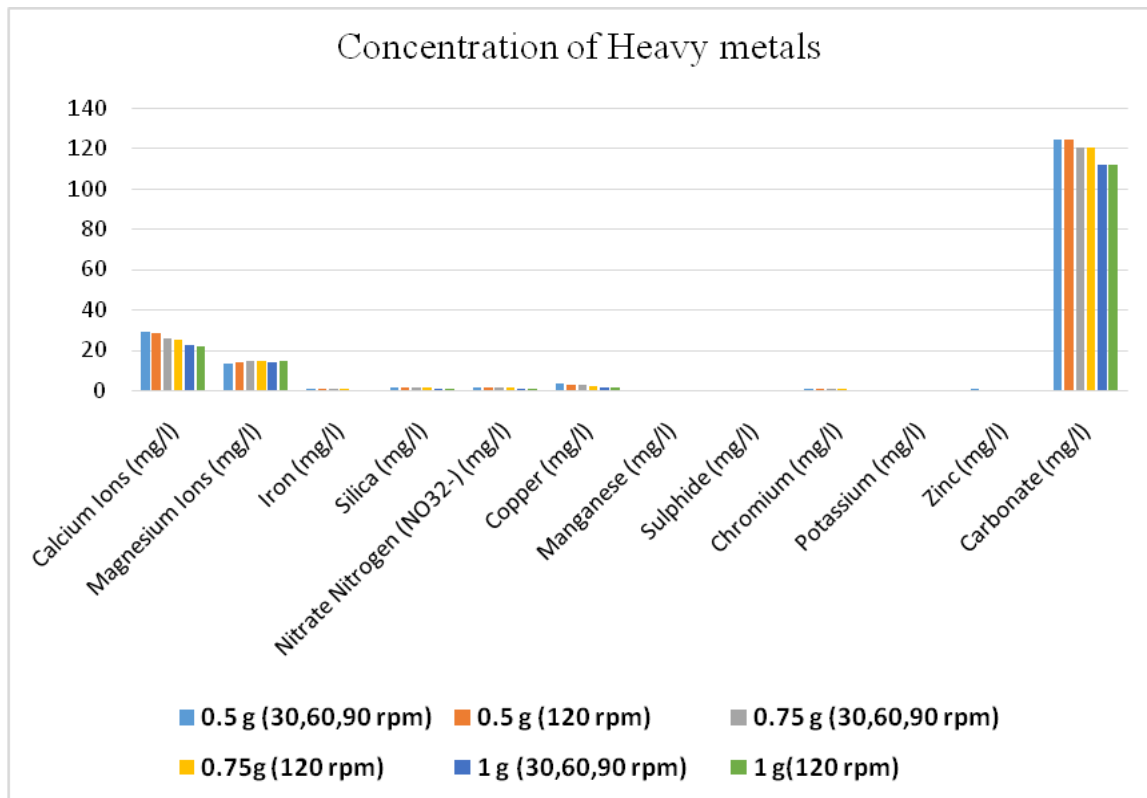 Concentration of Heavy metals
140
120
100
80
60
40
20
0
Calcium Ions (mg/l)
Magnesium Ions (mg/l)
Iron (mg/l)
Silica (mg/l)
Nitrate Nitrogen (NO32-) (mg/l)
Copper (mg/l)
Manganese (mg/l)
Sulphide (mg/l)
Chromium (mg/l)
Potassium (mg/l)
Zinc (mg/l)
Carbonate (mg/l)
0.5 g (30,60,90 rpm) 0.5 g (120 rpm) 0.75 g (30,60,90 rpm)
0.75g (120 rpm) 1 g (30,60,90 rpm) 1 g(120 rpm)